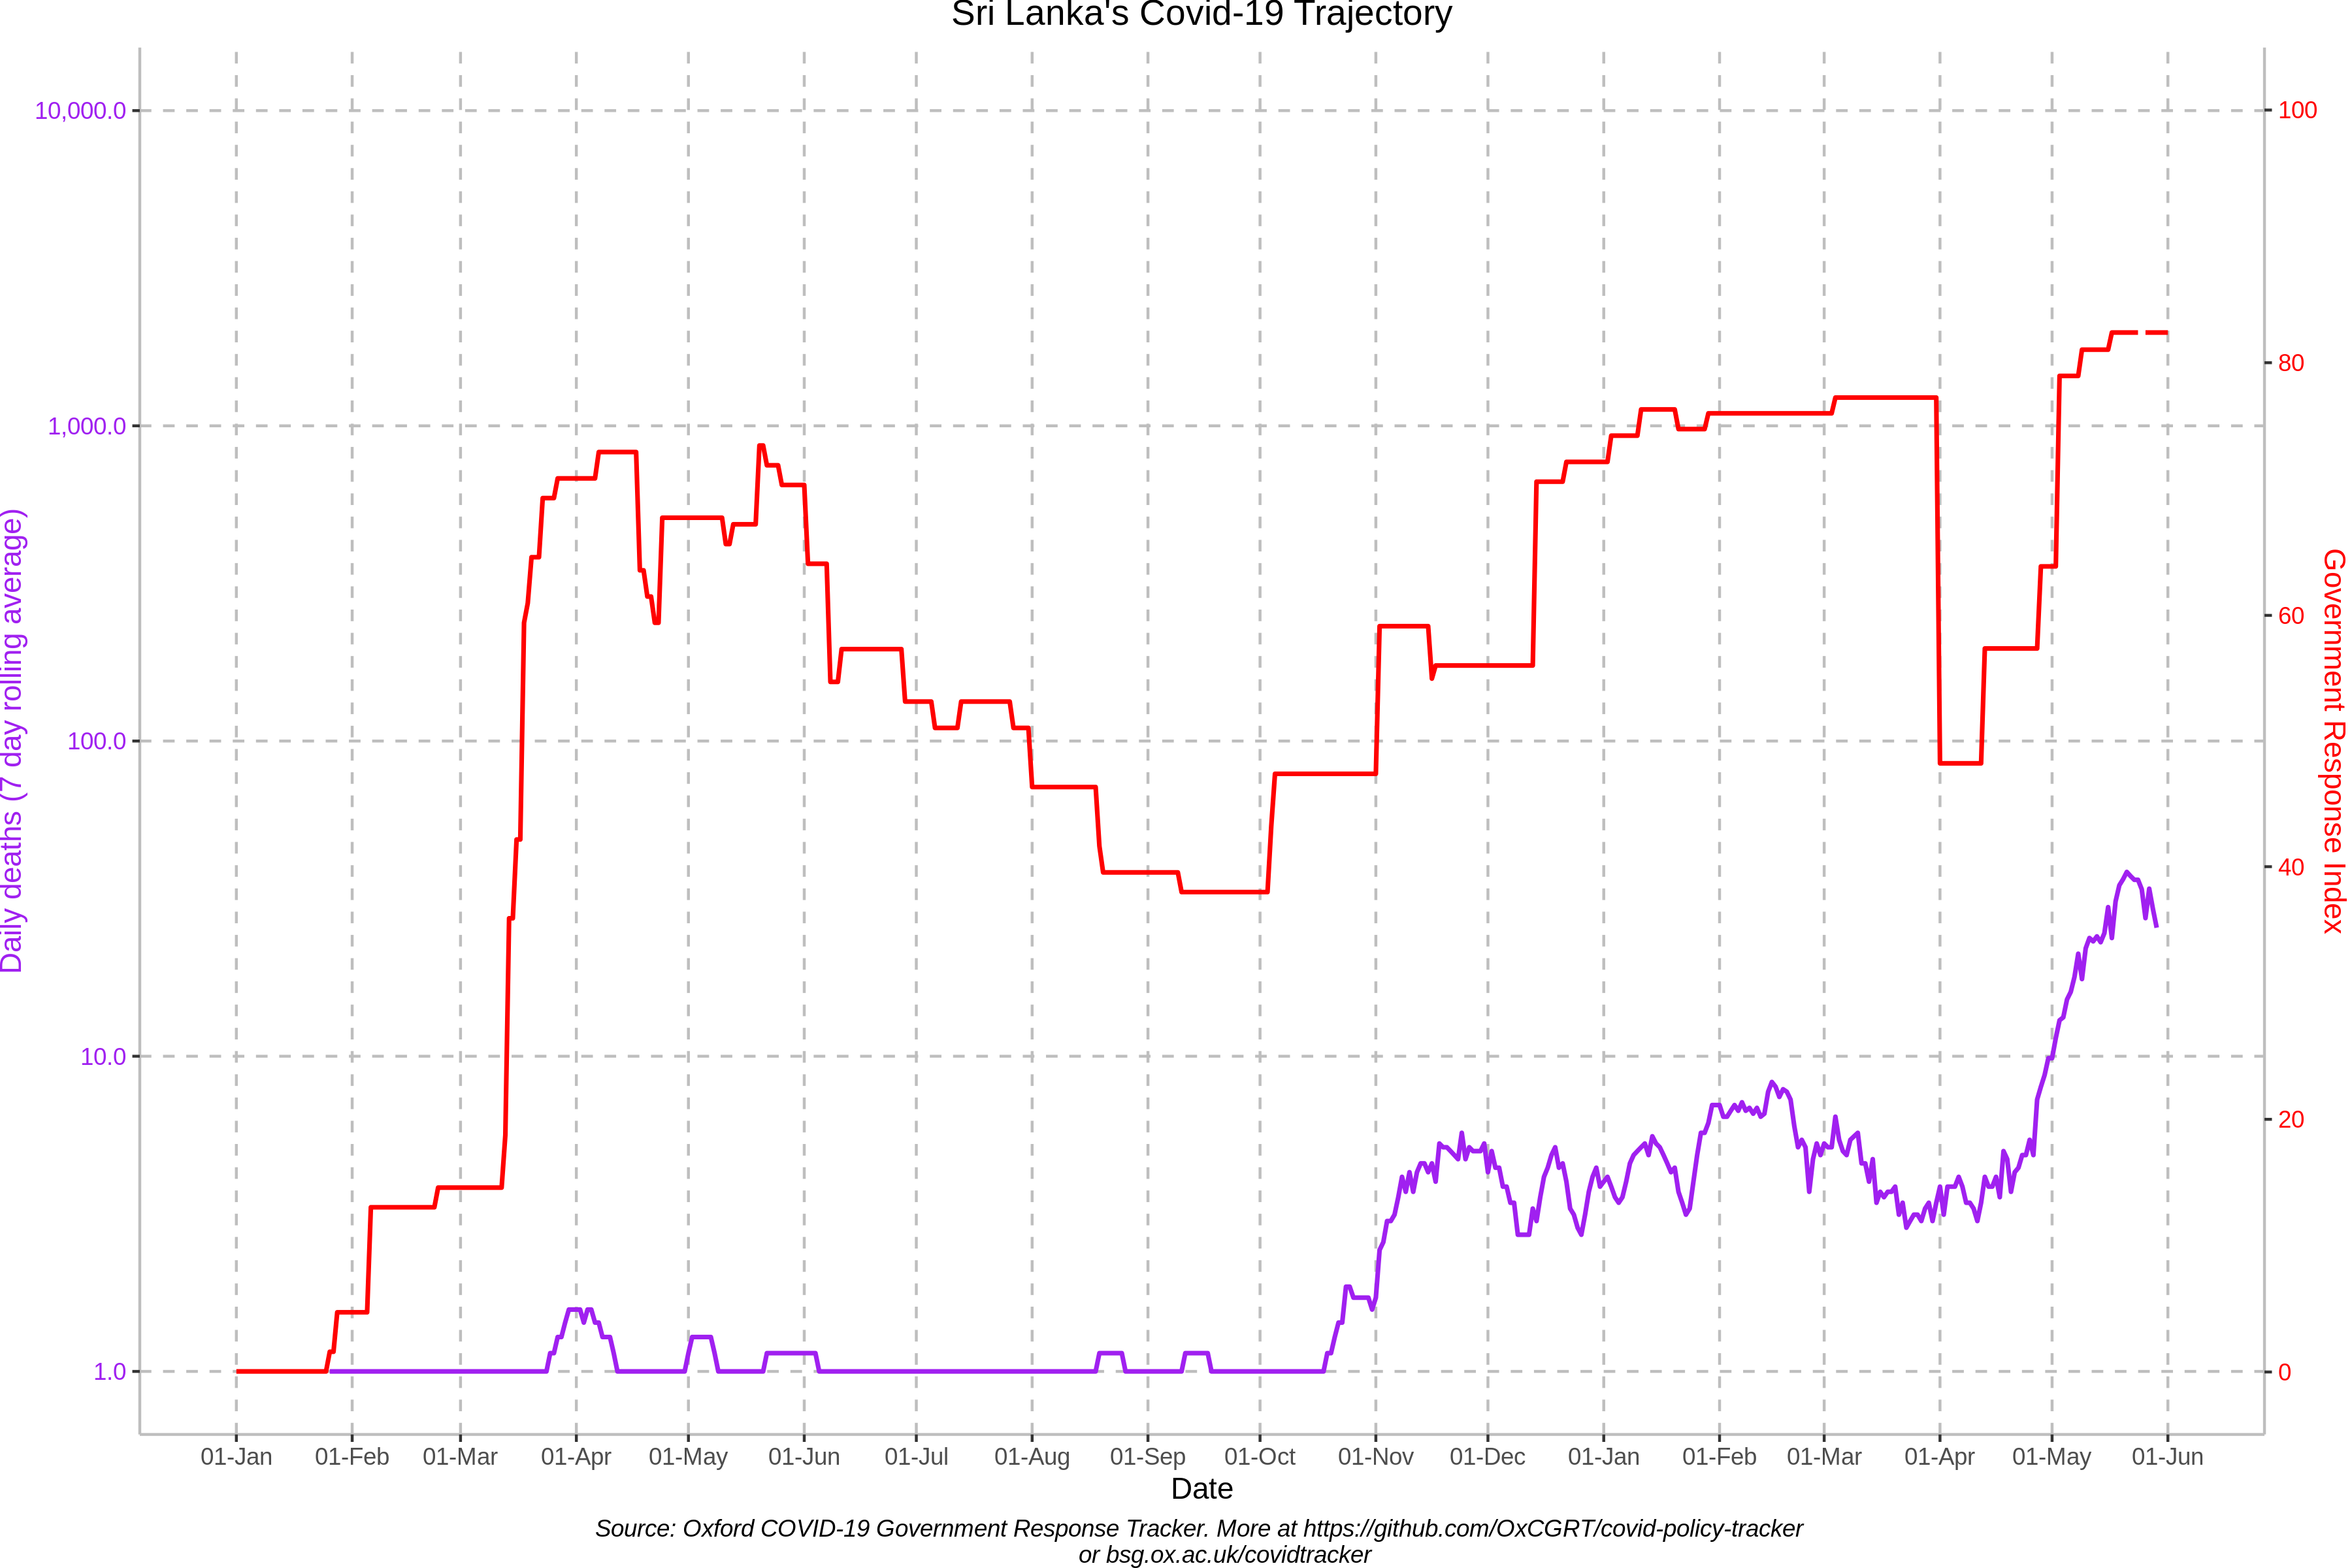 Sri Lanka's Covid-19 Trajectory
10,000.0
1,000.0
100.0
10.0
1.0
Daily deaths (7 day rolling average)
100
80
60
40
20
0
Government Response Index
01-Jan 01-Feb 01-Mar 01-Apr 01-May 01-Jun 01-Jul 01-Aug 01-Sep 01-Oct 01-Nov 01-Dec 01-Jan 01-Feb 01-Mar 01-Apr 01-May 01-Jun
Date
Source: Oxford COVID-19 Government Response Tracker. More at https://github.com/OxCGRT/covid-policy-tracker
or bsg.ox.ac.uk/covidtracker